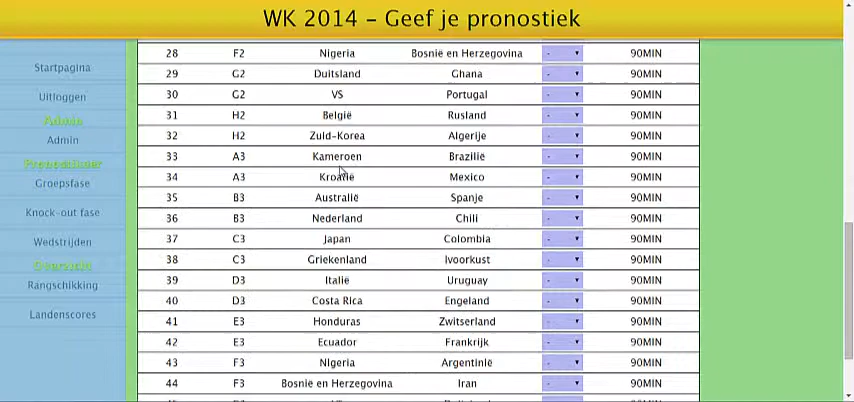 WK 2014 - Geef je pronostiek
Startpagina
Uitloggen
Admin
Admin
Pronostikeer
Groepsfase
Knock-out fase
Wedstrijden
Overzicht
Rangschikking
Landenscores
28 F2 Nigeria Bosnië en Herzegovina - 90MIN
29 G2 Duitsland Ghana - 90MIN
30 G2 VS Portugal - 90MIN
31 H2 België Rusland - 90MIN
32 H2 Zuid-Korea Algerije - 90MIN
33 A3 Kameroen Brazilië - 90MIN
34 A3 Kroatië Mexico - 90MIN
35 B3 Australië Spanje - 90MIN
36 B3 Nederland Chili - 90MIN
37 C3 Japan Colombia - 90MIN
38 C3 Griekenland Ivoorkust - 90MIN
39 D3 Italië Uruguay - 90MIN
40 D3 Costa Rica Engeland - 90MIN
41 E3 Honduras Zwitserland - 90MIN
42 E3 Ecuador Frankrijk - 90MIN
43 F3 Nigeria Argentinië - 90MIN
44 F3 Bosnië en Herzegovina Iran - 90MIN